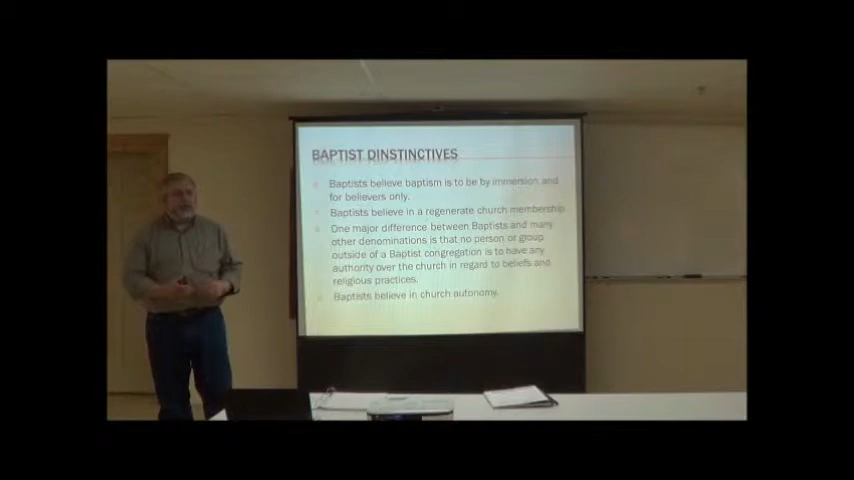 BAPTIST DINSTINCTIVES
Baptists believe baptism is to be by immersion and
for believers only.
Baptists believe in a regenerate church membership
One major difference between Baptists and many
other denominations is that no person or group
outside of a Baptist congregation is to have any
authority over the church in regard to beliefs and
religious practices.
Baptists believe in church autonomy.